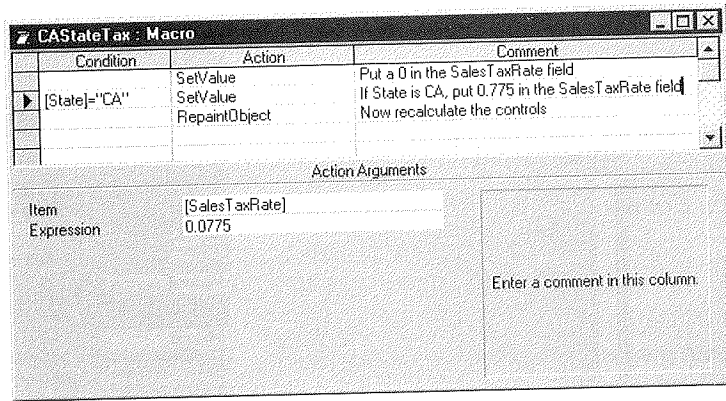 CAStateTax : Macro
Condition Action Comment
SetValue Put a 0 in the SalesTaxRate field
[State]="CA" SetValue If State is CA, put 0.775 in the SalesTaxRate field
RepaintObject Now recalculate the controls
Action Arguments
Item [SalesTaxRate]
Expression 0.0775
Enter a comment in this column.